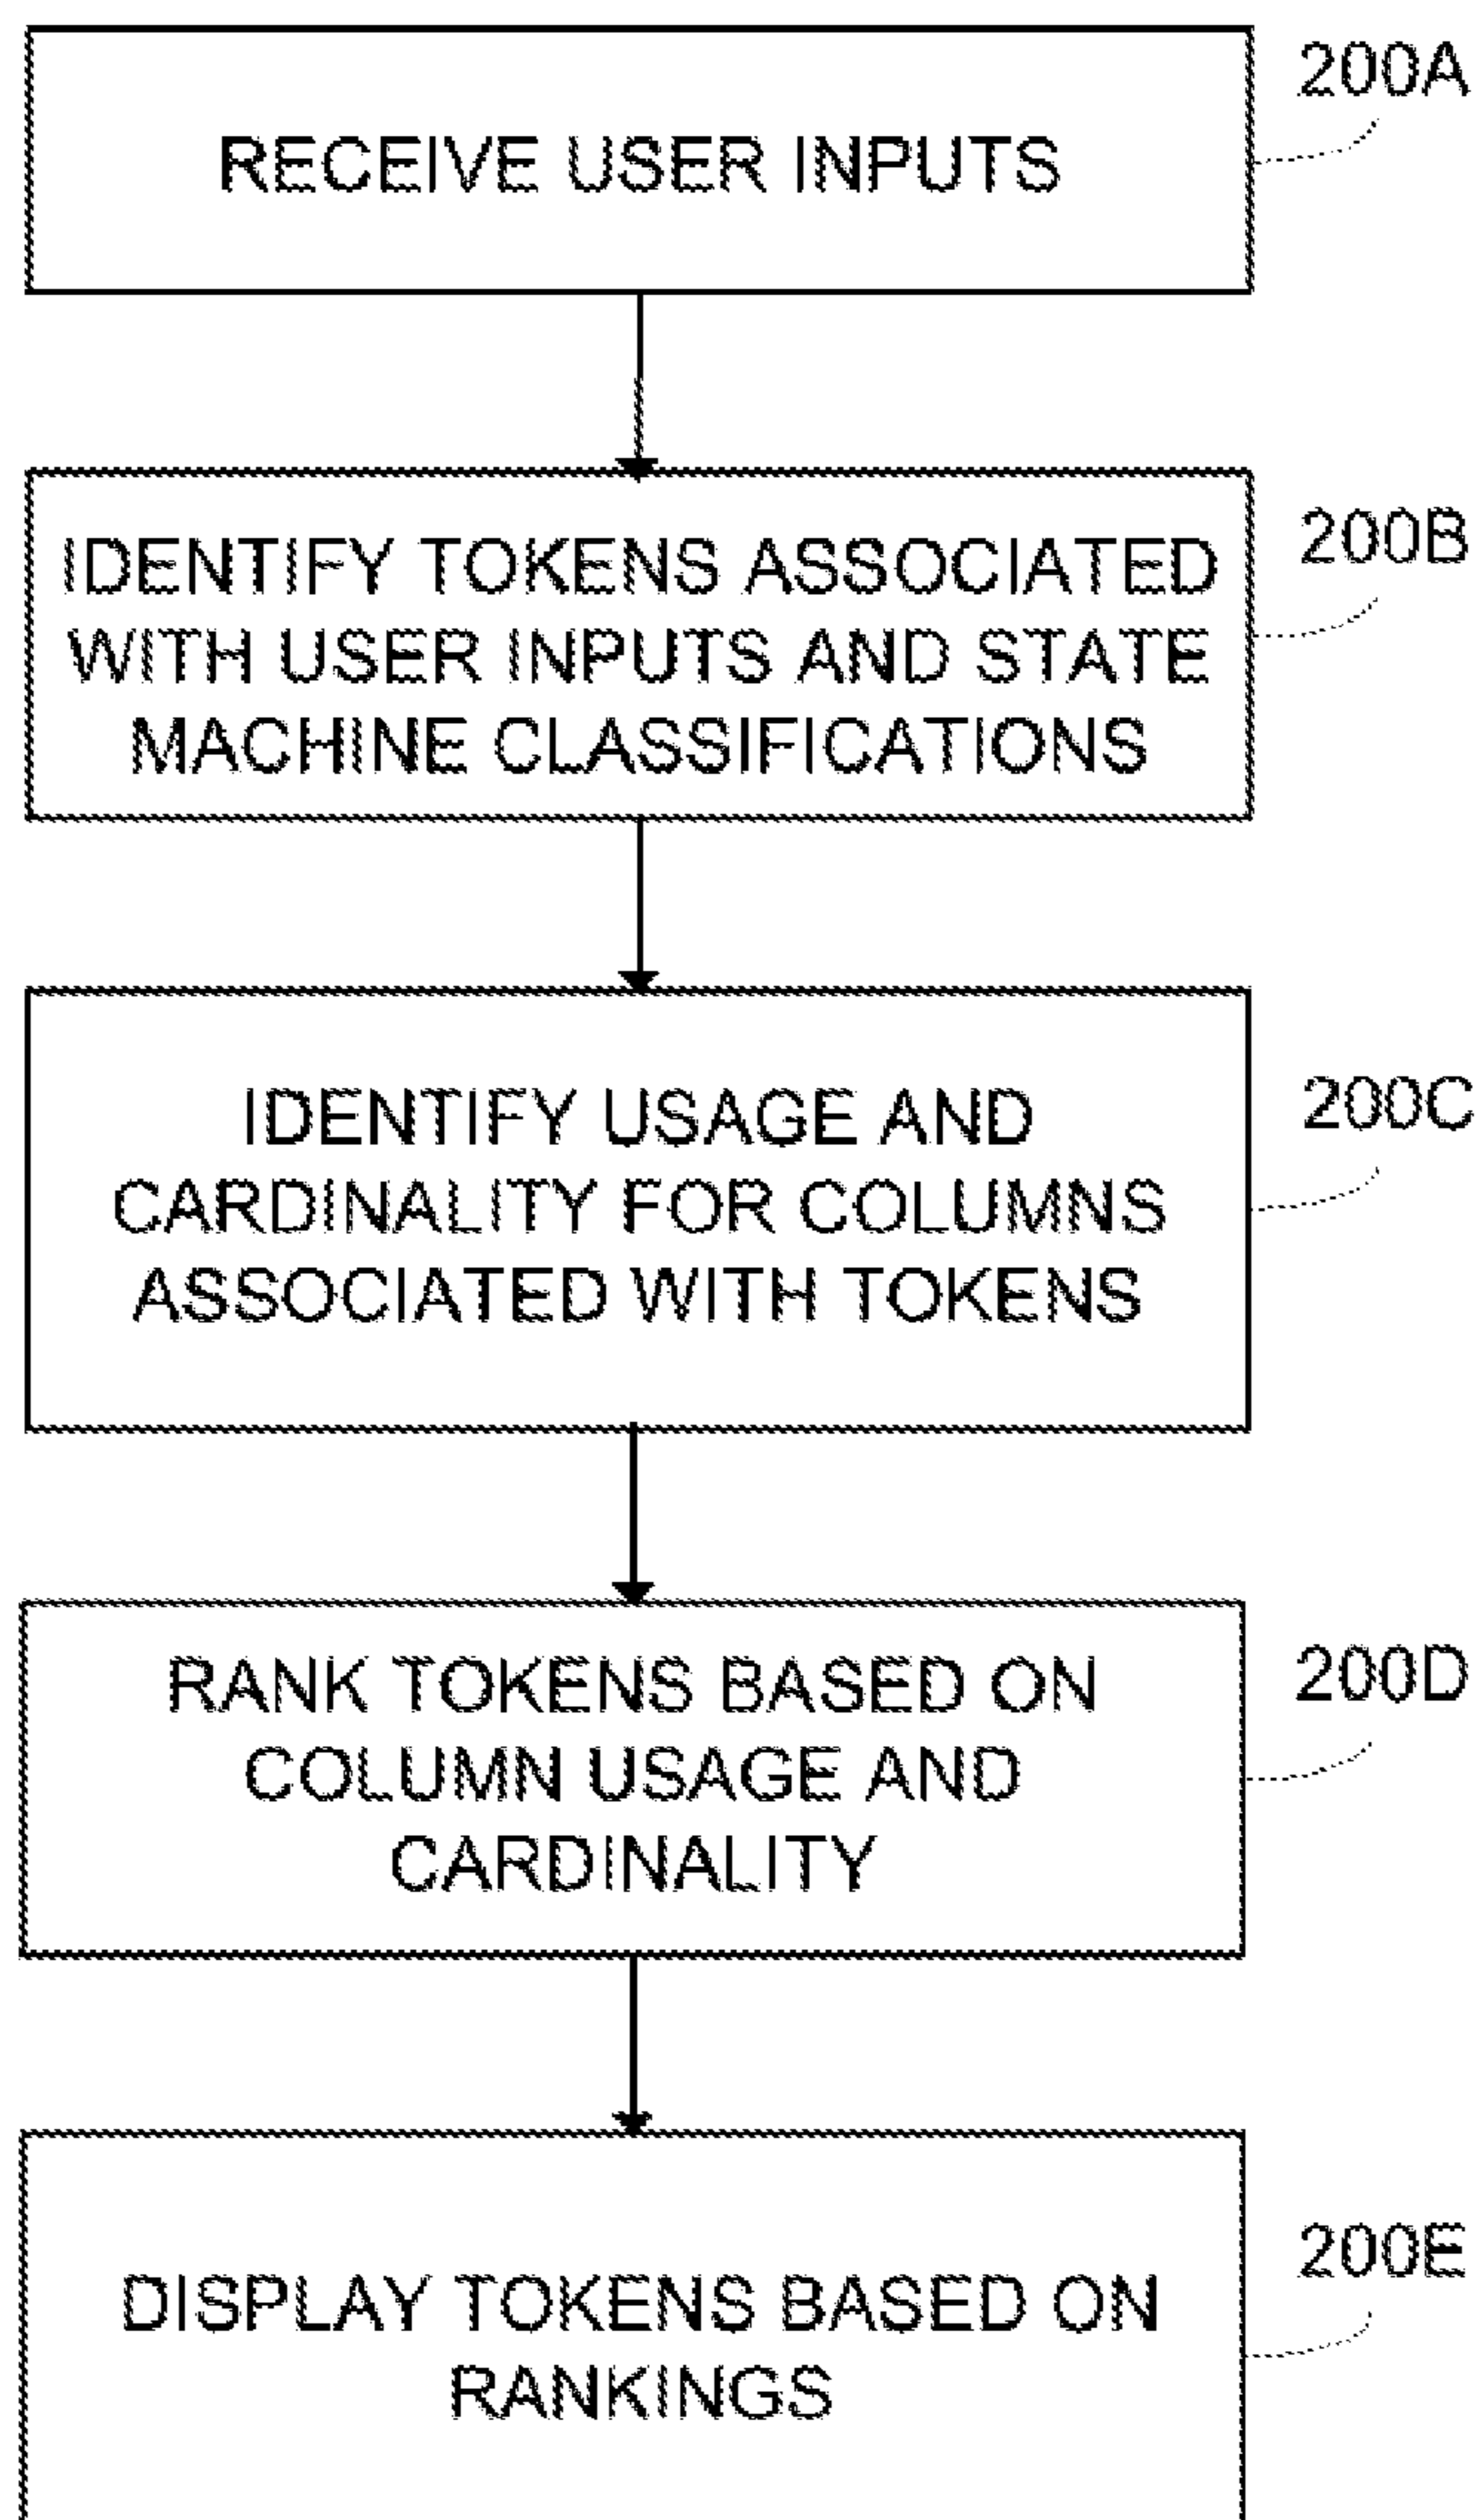 200A
RECEIVE USER INPUTS
200B
IDENTIFY TOKENS ASSOCIATED
WITH USER INPUTS AND STATE
MACHINE CLASSIFICATIONS
200C
IDENTIFY USAGE AND
CARDINALITY FOR COLUMNS
ASSOCIATED WITH TOKENS
200D
RANK TOKENS BASED ON
COLUMN USAGE AND
CARDINALITY
200E
DISPLAY TOKENS BASED ON
RANKINGS